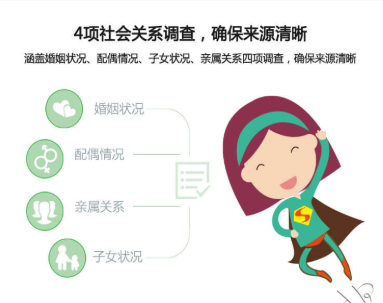 4项社会关系调查，确保来源清晰
涵盖婚姻状况、配偶情况、子女状况、亲属关系四项调查，确保来源清晰
婚姻状况
配偶情况
亲属关系
子女状况